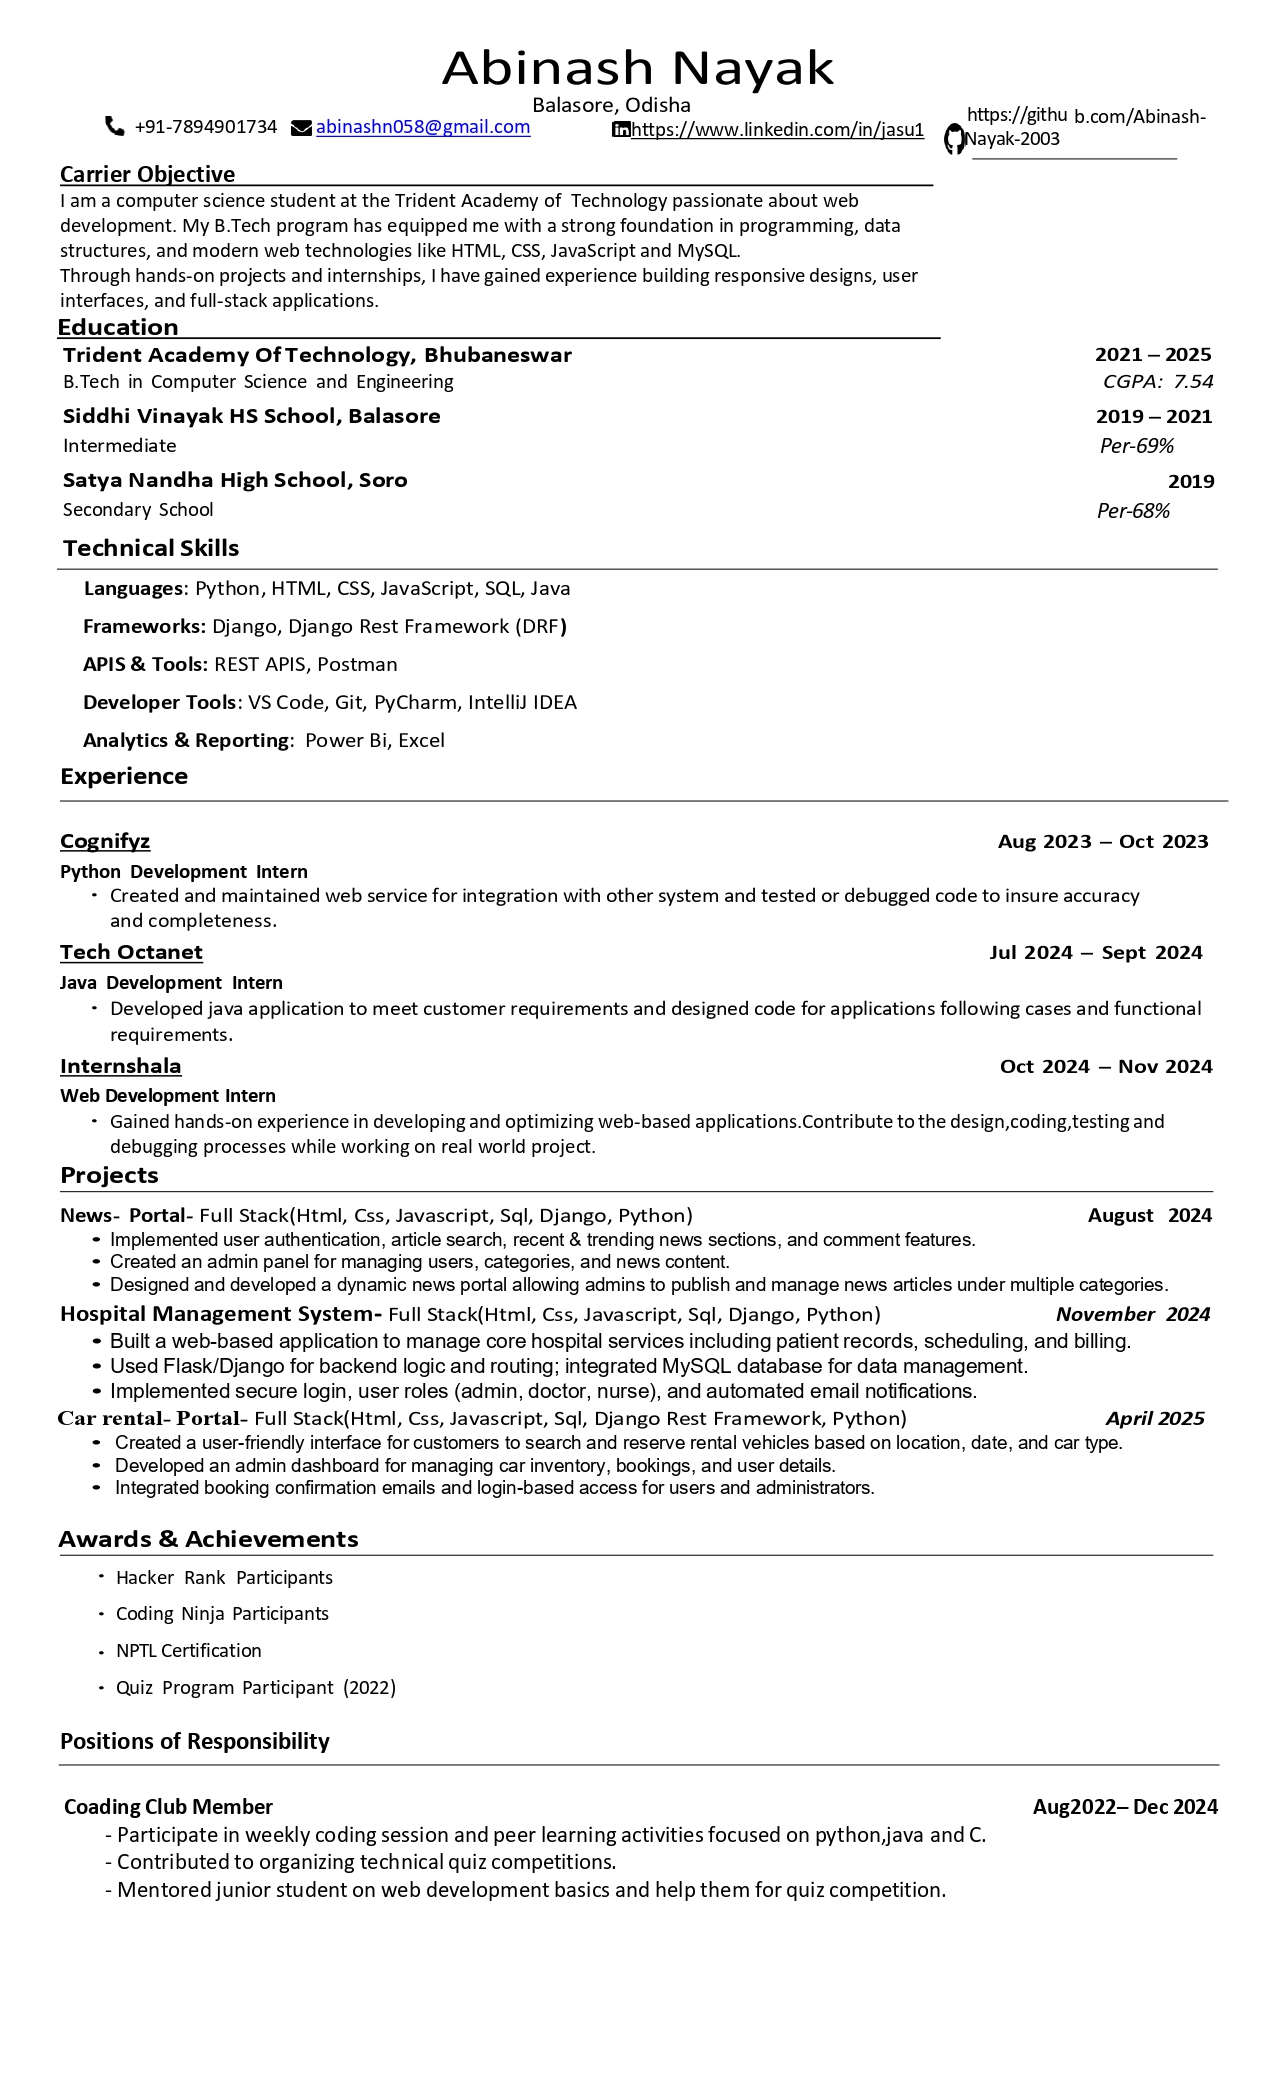 Abinash Nayak
Balasore, Odisha
+91-7894901734 abinashn058@gmail.com https://www.linkedin.com/in/jasu1 https://githu b.com/Abinash-
Nayak-2003
Carrier Objective
I am a computer science student at the Trident Academy of Technology passionate about web
development. My B.Tech program has equipped me with a strong foundation in programming, data
structures, and modern web technologies like HTML, CSS, JavaScript and MySQL.
Through hands-on projects and internships, I have gained experience building responsive designs, user
interfaces, and full-stack applications.
Education
Trident Academy Of Technology, Bhubaneswar 2021 – 2025
B.Tech in Computer Science and Engineering CGPA: 7.54
Siddhi Vinayak HS School, Balasore 2019 – 2021
Intermediate Per-69%
Satya Nandha High School, Soro 2019
Secondary School Per-68%
Technical Skills
Languages: Python, HTML, CSS, JavaScript, SQL, Java
Frameworks: Django, Django Rest Framework (DRF)
APIS & Tools: REST APIS, Postman
Developer Tools: VS Code, Git, PyCharm, IntelliJ IDEA
Analytics & Reporting: Power Bi, Excel
Experience
Cognifyz Aug 2023 – Oct 2023
Python Development Intern
• Created and maintained web service for integration with other system and tested or debugged code to insure accuracy
and completeness.
Tech Octanet Jul 2024 – Sept 2024
Java Development Intern
• Developed java application to meet customer requirements and designed code for applications following cases and functional
requirements.
Internshala Oct 2024 – Nov 2024
Web Development Intern
• Gained hands-on experience in developing and optimizing web-based applications.Contribute to the design,coding,testing and
debugging processes while working on real world project.
Projects
News- Portal- Full Stack(Html, Css, Javascript, Sql, Django, Python) August 2024
• Implemented user authentication, article search, recent & trending news sections, and comment features.
• Created an admin panel for managing users, categories, and news content.
• Designed and developed a dynamic news portal allowing admins to publish and manage news articles under multiple categories.
Hospital Management System- Full Stack(Html, Css, Javascript, Sql, Django, Python) November 2024
• Built a web-based application to manage core hospital services including patient records, scheduling, and billing.
• Used Flask/Django for backend logic and routing; integrated MySQL database for data management.
• Implemented secure login, user roles (admin, doctor, nurse), and automated email notifications.
Car rental- Portal- Full Stack(Html, Css, Javascript, Sql, Django Rest Framework, Python) April 2025
• Created a user-friendly interface for customers to search and reserve rental vehicles based on location, date, and car type.
• Developed an admin dashboard for managing car inventory, bookings, and user details.
• Integrated booking confirmation emails and login-based access for users and administrators.
Awards & Achievements
• Hacker Rank Participants
• Coding Ninja Participants
• NPTL Certification
• Quiz Program Participant (2022)
Positions of Responsibility
Coading Club Member Aug2022– Dec 2024
- Participate in weekly coding session and peer learning activities focused on python,java and C.
- Contributed to organizing technical quiz competitions.
- Mentored junior student on web development basics and help them for quiz competition.